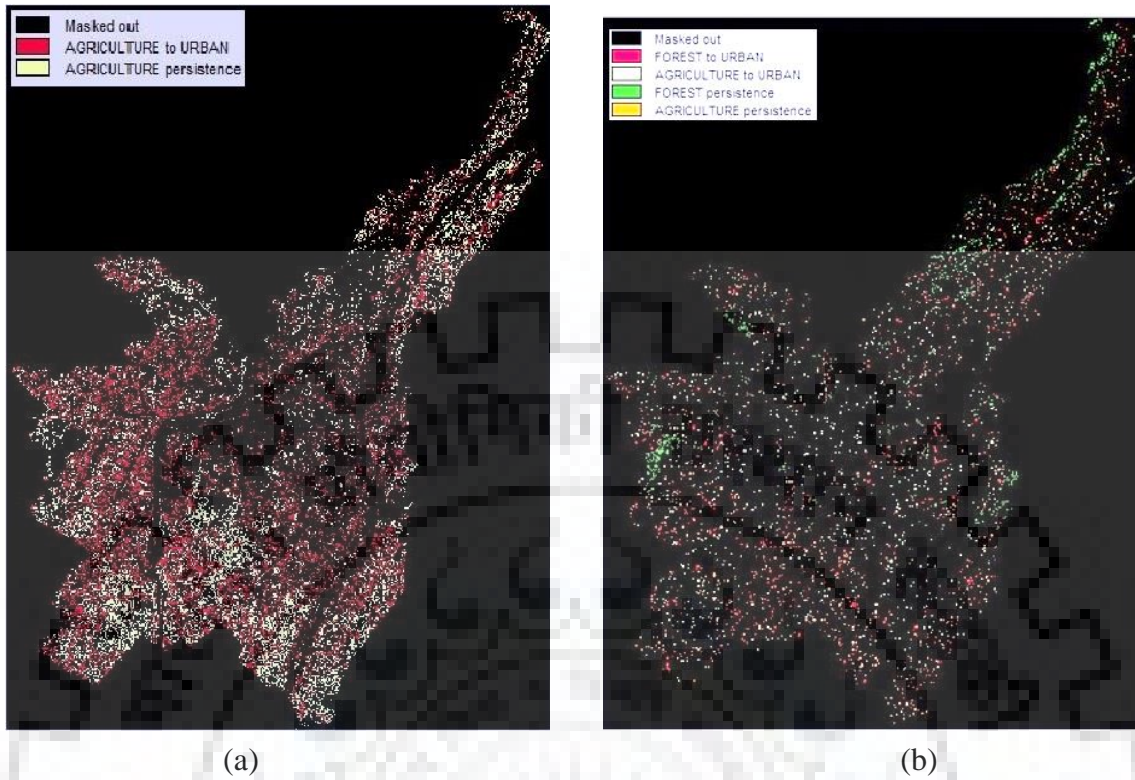 Masked out
AGRICULTURE to URBAN
AGRICULTURE persistence
Masked out
FOREST to URBAN
AGRICULTURE to URBAN
FOREST persistence
AGRICULTURE persistence
(a)
(b)